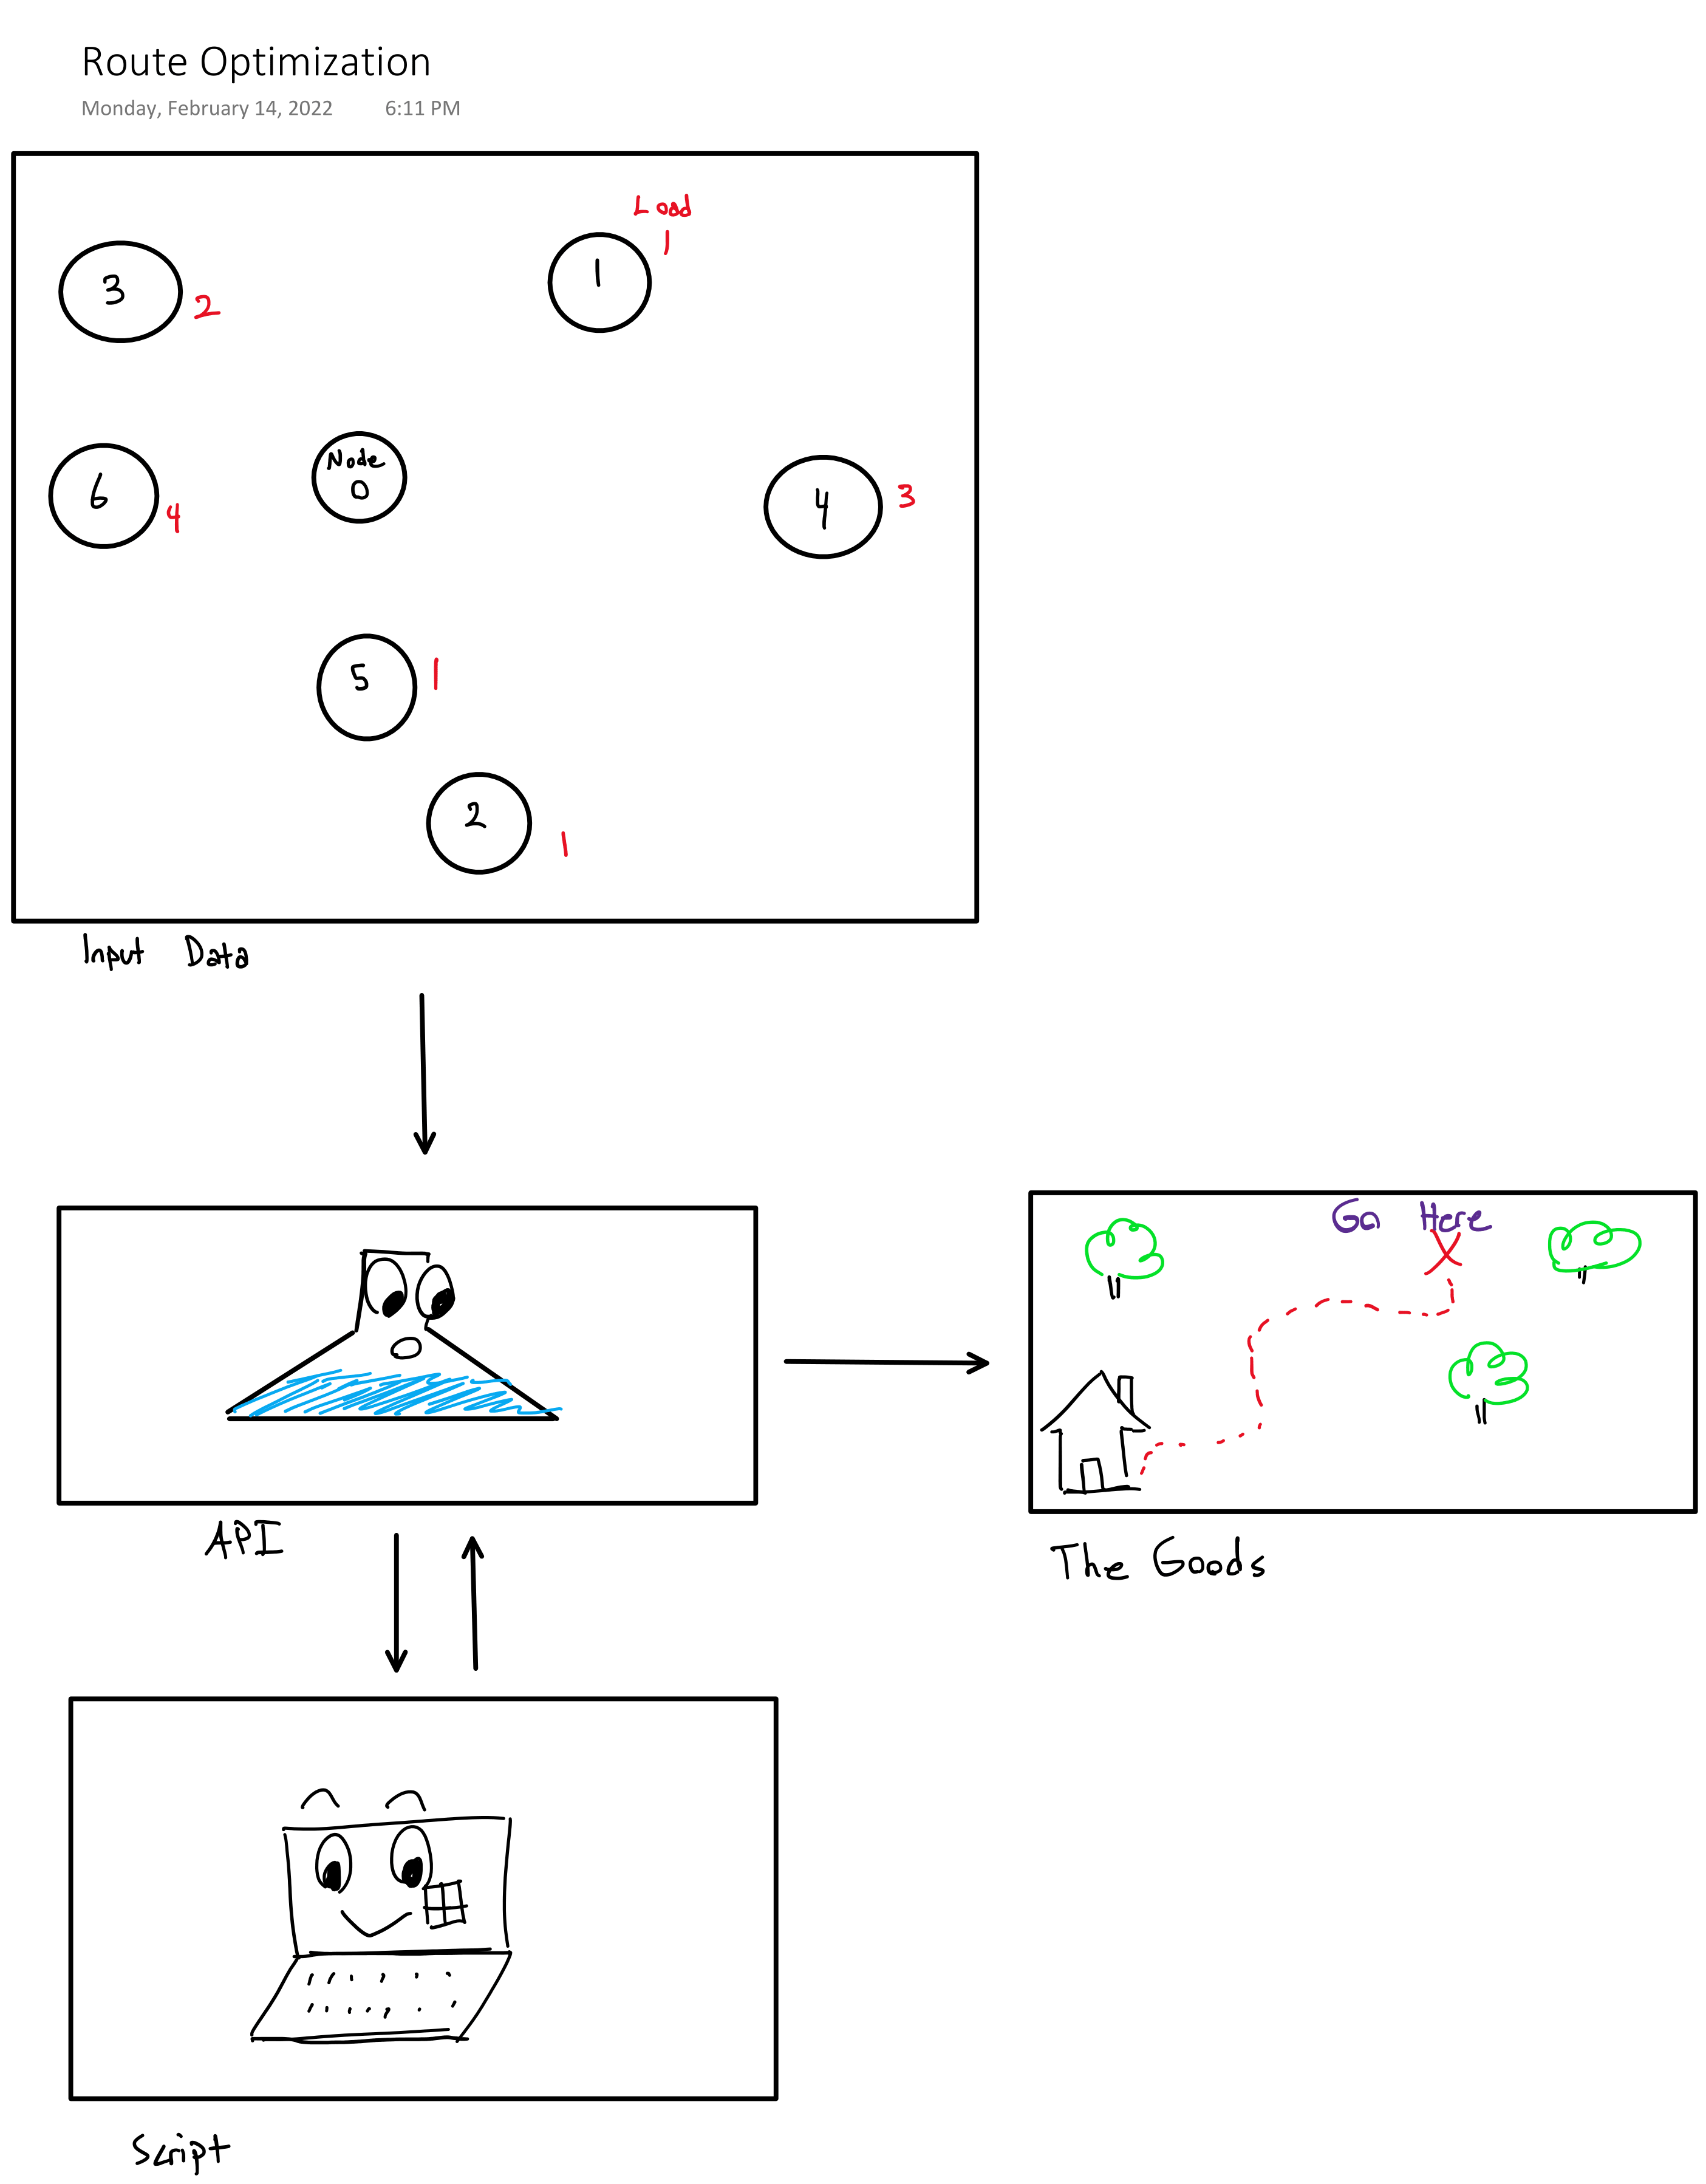 Route Optimization
Monday, February 14, 2022 6:11 PM
Load
1
3
1
2
Node
0
6
4
4
3
5
1
2
1
Input Data
Go Here
API
The Goods
Script